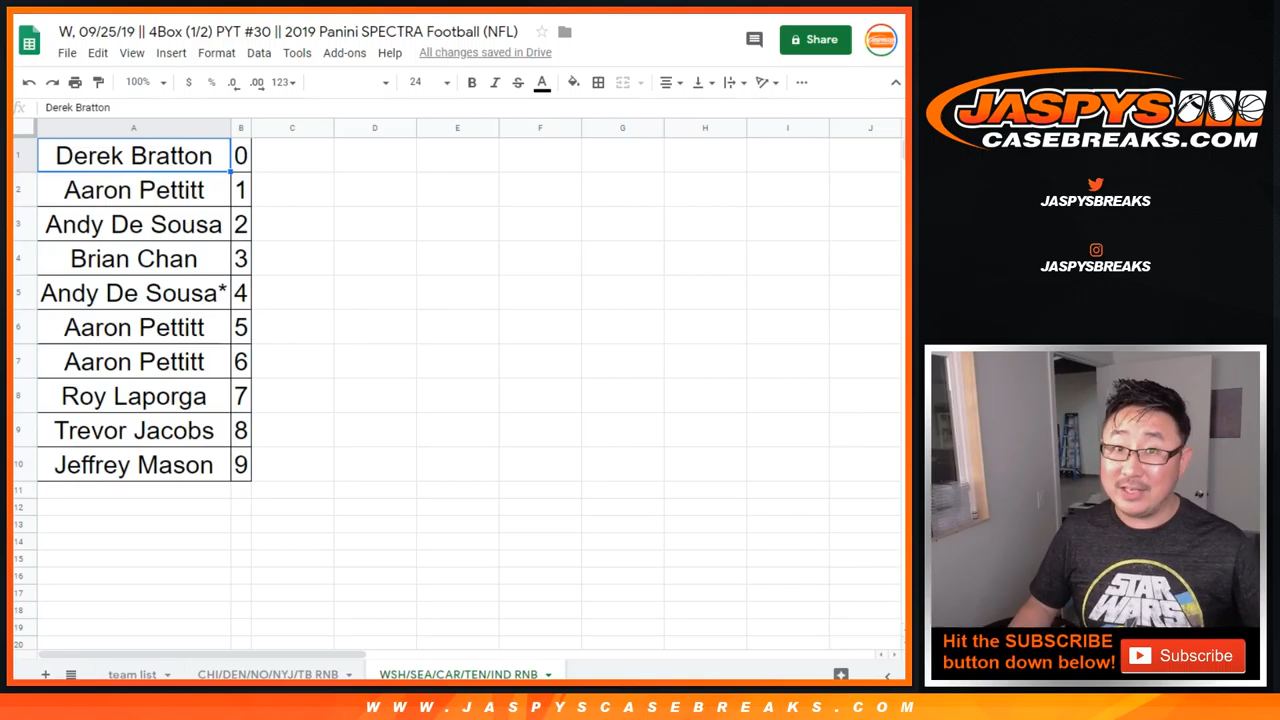 W, 09/25/19 || 4Box (1/2) PYT #30 || 2019 Panini SPECTRA Football (NFL)
File Edit View Insert Format Data Tools Add-ons Help All changes saved in Drive
Share
100% $ % .0 .00 123 24 B I S A
fx Derek Bratton
A B C D E F G H I J
1 Derek Bratton 0
2 Aaron Pettitt 1
3 Andy De Sousa 2
4 Brian Chan 3
5 Andy De Sousa* 4
6 Aaron Pettitt 5
7 Aaron Pettitt 6
8 Roy Laporga 7
9 Trevor Jacobs 8
10 Jeffrey Mason 9
11
12
13
14
15
16
17
18
19
20
team list CHI/DEN/NO/NYJ/TB RNB WSH/SEA/CAR/TEN/IND RNB
JASPYS
CASEBREAKS.COM
JASPYSBREAKS
JASPYSBREAKS
STAR
WARS
Hit the SUBSCRIBE
button down below!
Subscribe
WWW.JASPYSCASEBREAKS.COM